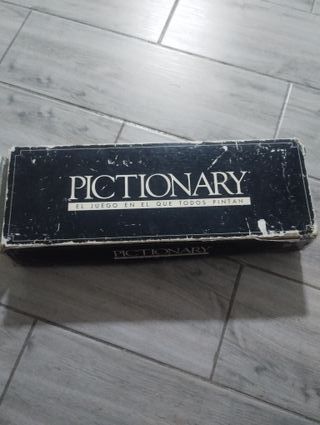 PICTIONARY
EL JUEGO EN EL QUE TODOS PINTAN
PICTIONARY